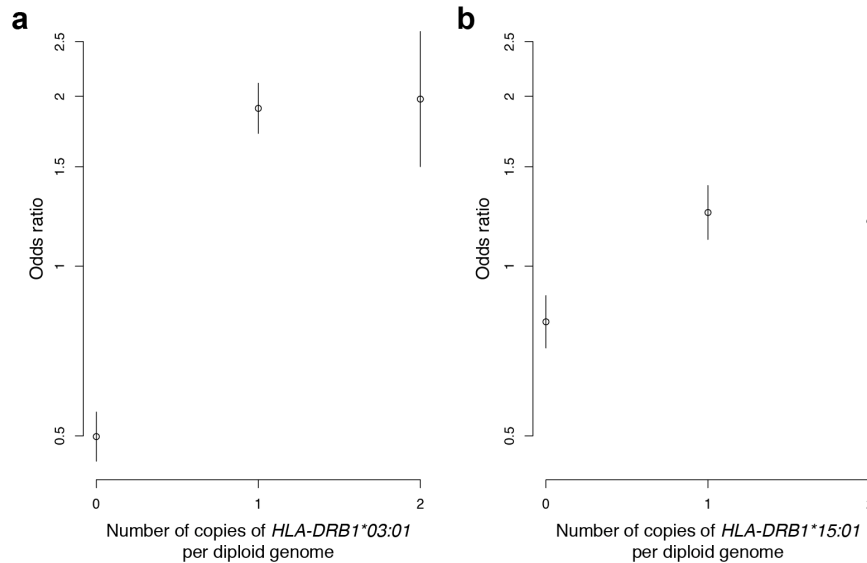 a
2.5
2
1.5
1
0.5
Odds ratio
0
1
2
Number of copies of HLA-DRB1*03:01
per diploid genome
b
2.5
2
1.5
1
0.5
Odds ratio
0
1
Number of copies of HLA-DRB1*15:01
per diploid genome